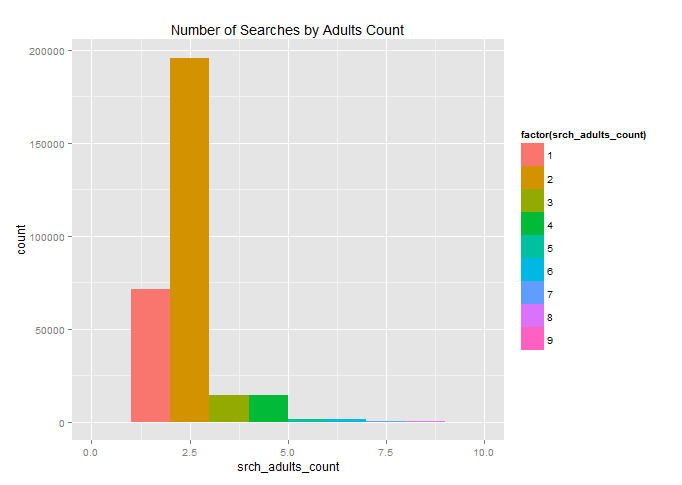 Number of Searches by Adults Count
200000
150000
100000
50000
0
count
0.0 2.5 5.0 7.5 10.0
srch_adults_count
factor(srch_adults_count)
1
2
3
4
5
6
7
8
9